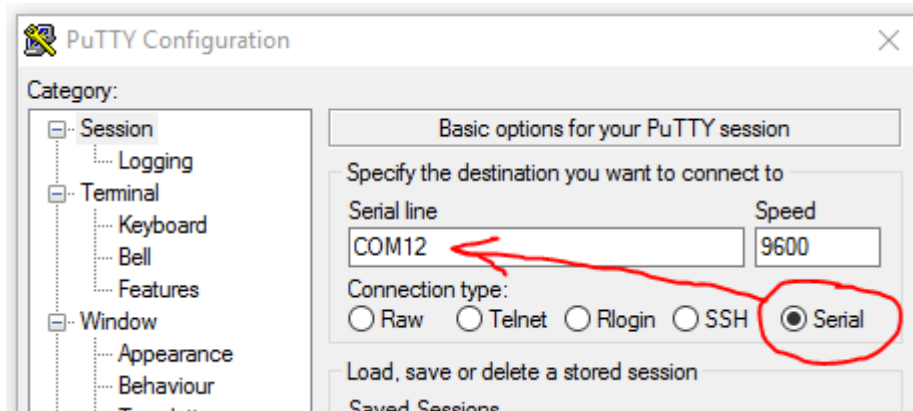 PuTTY Configuration
Category:
Session
Logging
Terminal
Keyboard
Bell
Features
Window
Appearance
Behaviour
Basic options for your PuTTY session
Specify the destination you want to connect to
Serial line Speed
COM12 9600
Connection type:
Raw Telnet Rlogin SSH Serial
Load, save or delete a stored session
Saved Sessions